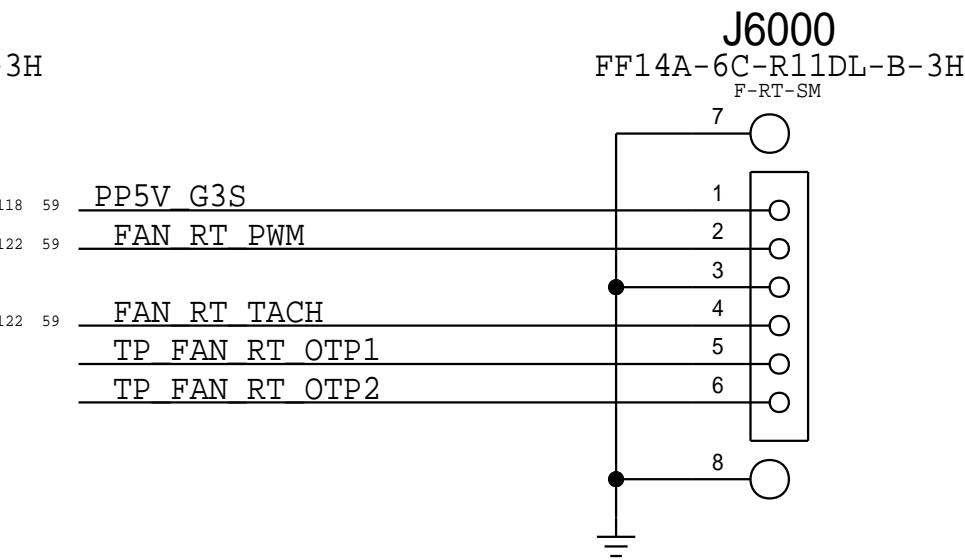 J6000
-3H
FF14A-6C-R11DL-B-3H
F-RT-SM
7
118 59 PP5V_G3S 1
122 59 FAN_RT_PWM 2
3
122 59 FAN_RT_TACH 4
TP_FAN_RT_OTP1 5
TP_FAN_RT_OTP2 6
8